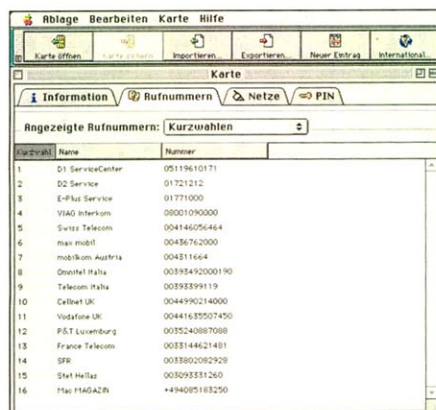 Ablage Bearbeiten Karte Hilfe
Karte öffnen Karte sichern Importieren... Exportieren... Neuer Eintrag International...
Karte
Information Rufnummern Netze PIN
Angezeigte Rufnummern: Kurzwahlen
Kurzwahl Name Nummer
1 D1 ServiceCenter 05119610171
2 D2 Service 01721212
3 E-Plus Service 01771000
4 VIAG Interkom 08001090000
5 Swiss Telecom 004146056464
6 max mobil 00436762000
7 mobilkom Austria 004311664
8 Omnitel Italia 00393492000190
9 Telecom Italia 00393399119
10 Cellnet UK 0044990214000
11 Vodafone UK 00441635507450
12 P&T Luxemburg 0035240887088
13 France Telecom 0033144621481
14 SFR 0033802082928
15 Stet Hellas 003093331260
16 Mac MAGAZIN +494085183250